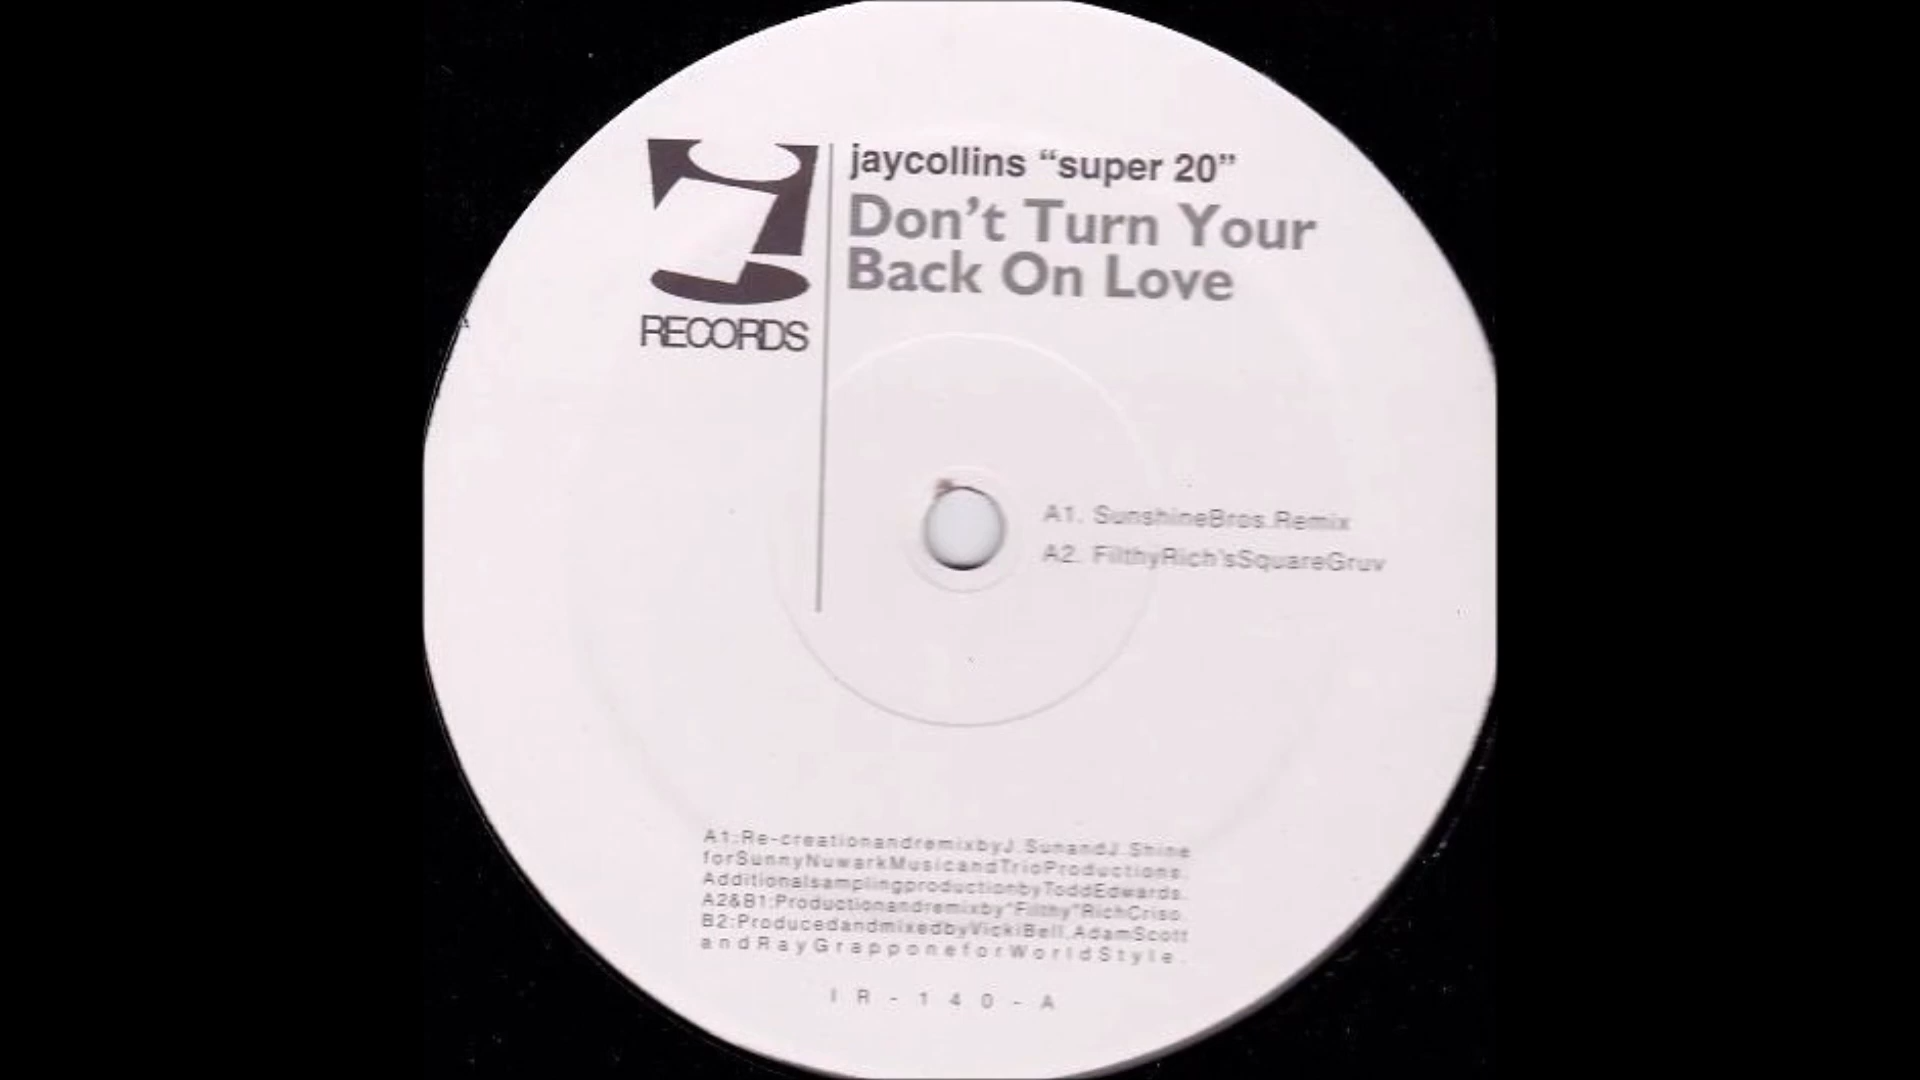 jaycollins “super 20”
Don’t Turn Your
Back On Love
RECORDS
A1. SunshineBros.Remix
A2. FilthyRich’sSquareGruv
A1:Re-creationandremixbyJ.SunandJ.Shine
forSunnyNuwarkMusicandTrioProductions.
AdditionalsamplingproductionbyToddEdwards.
A2&B1:Productionandremixby"Filthy"RichCriso.
B2:ProducedandmixedbyVickiBell,AdamScott
andRayGrapponeforWorldStyle.
IR-140-A